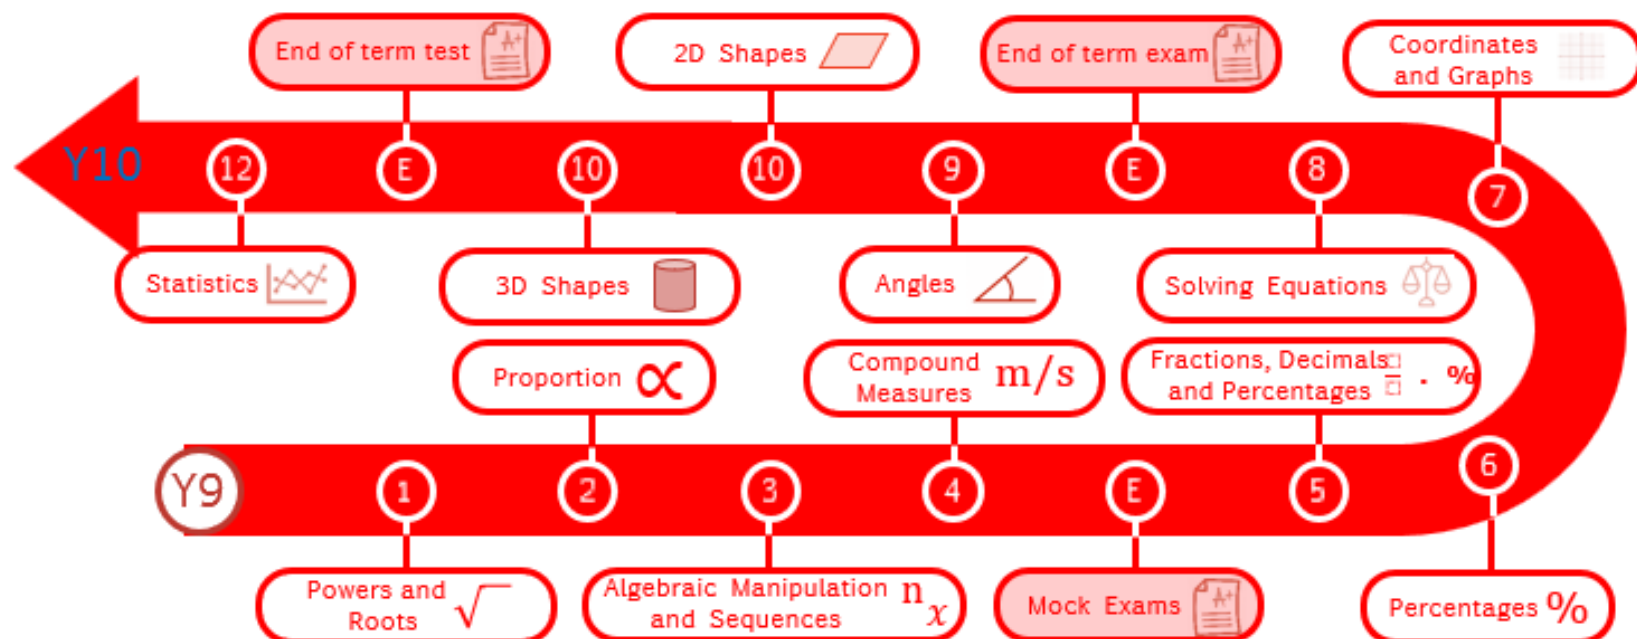 End of term test
A+
2D Shapes
End of term exam
A+
Coordinates
and Graphs
Y10
12
E
10
10
9
E
8
7
Statistics
3D Shapes
Angles
Solving Equations
Proportion ∝
Compound
Measures
m/s
Fractions, Decimals
and Percentages
. %
Y9
1
2
3
4
E
5
6
Powers and
Roots
√
Algebraic Manipulation
and Sequences
n
x
Mock Exams
A+
Percentages %